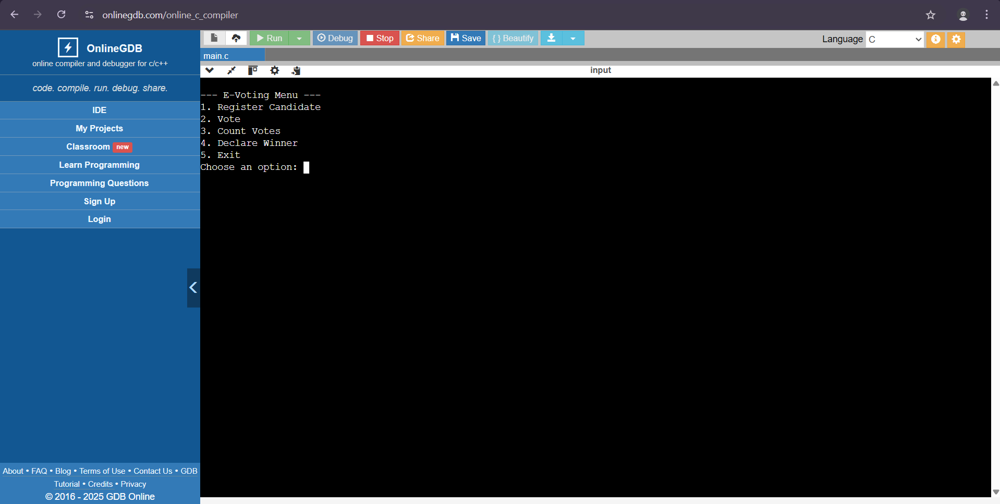 onlinegdb.com/online_c_compiler
OnlineGDB
online compiler and debugger for c/c++
code. compile. run. debug. share.
IDE
My Projects
Classroom new
Learn Programming
Programming Questions
Sign Up
Login
About • FAQ • Blog • Terms of Use • Contact Us • GDB
Tutorial • Credits • Privacy
© 2016 - 2025 GDB Online
Run Debug Stop Share Save { } Beautify Language C
main.c
input
--- E-Voting Menu ---
1. Register Candidate
2. Vote
3. Count Votes
4. Declare Winner
5. Exit
Choose an option: